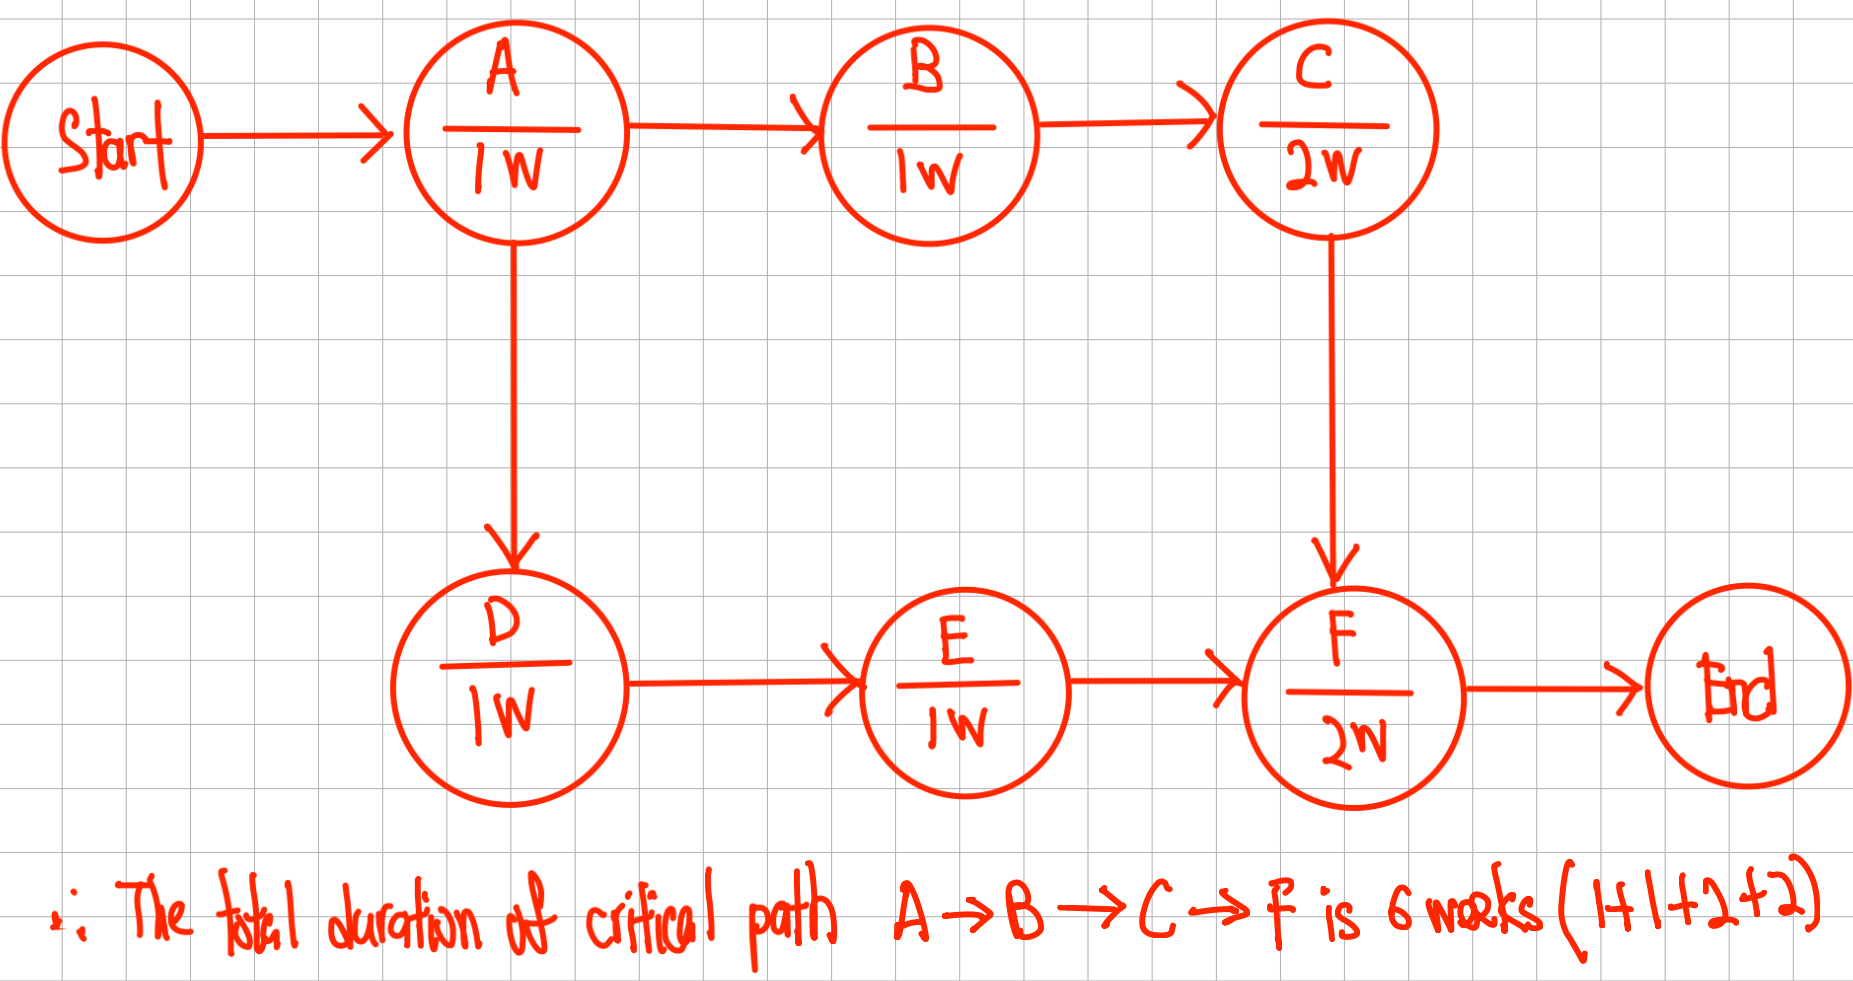 Start
A
1W
B
1W
C
2W
D
1W
E
1W
F
2W
End
∴ The total duration of critical path A → B → C → F is 6 weeks (1+1+2+2)